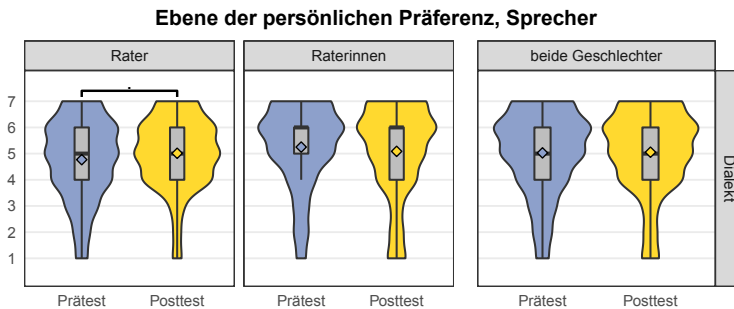 Ebene der persönlichen Präferenz, Sprecher
Rater
Raterinnen
beide Geschlechter
.
7
6
5
4
3
2
1
Dialekt
Prätest
Posttest
Prätest
Posttest
Prätest
Posttest